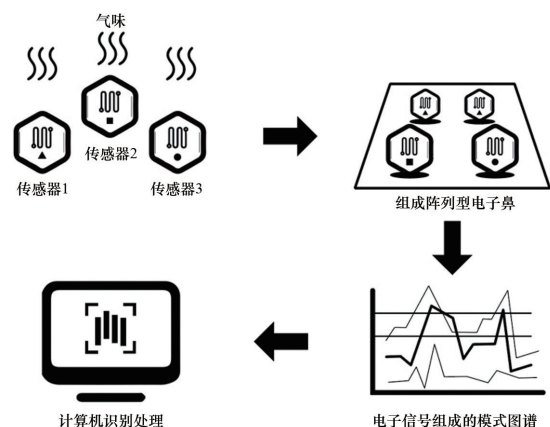 气味
传感器2
传感器1
传感器3
组成阵列型电子鼻
计算机识别处理
电子信号组成的模式图谱